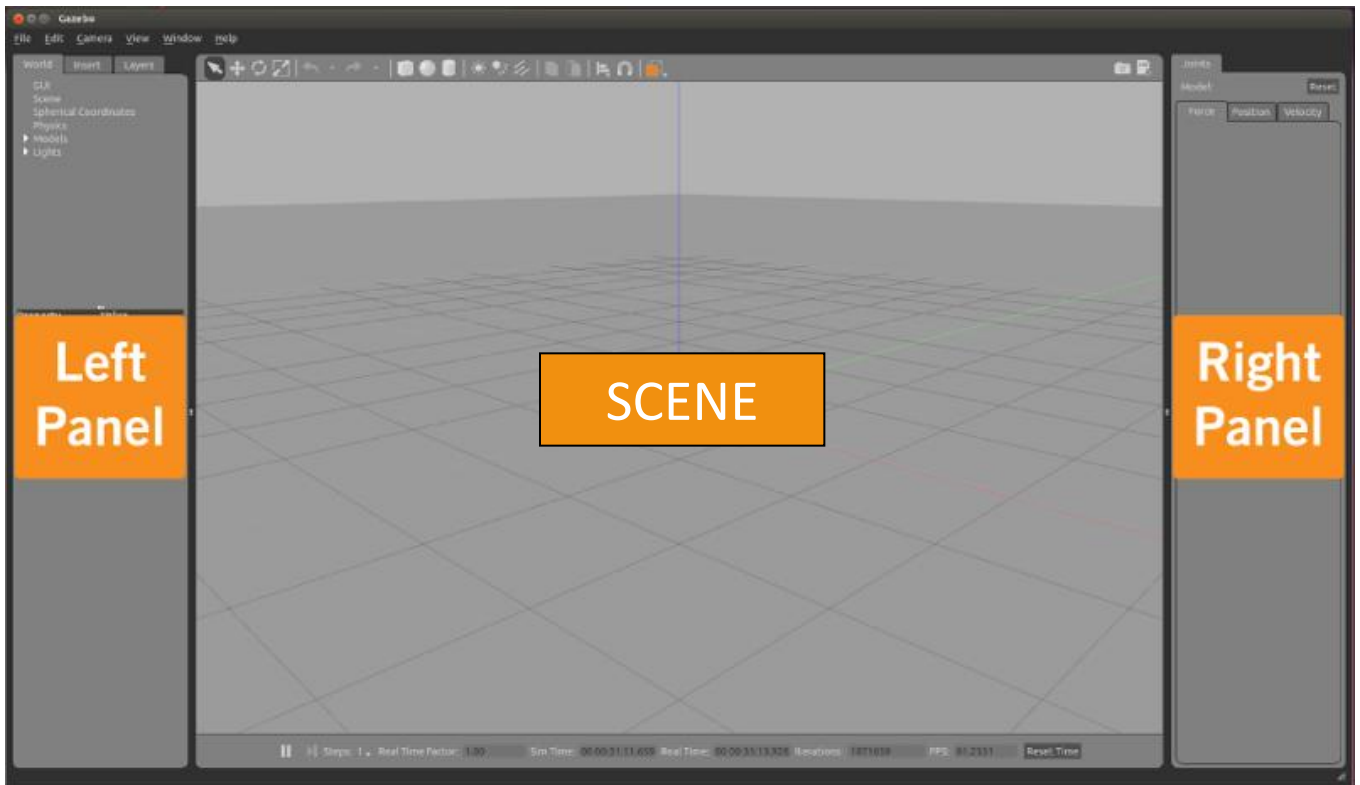 Gazebo
File Edit Camera View Window Help
World Insert Layers
GUI
Scene
Spherical Coordinates
Physics
Models
Lights
Property Value
Left
Panel
SCENE
Joints
Model: Reset
Force Position Velocity
Right
Panel
Steps: 1 Real Time Factor: 1.00 Sim Time: Real Time: Iterations: FPS: Reset Time